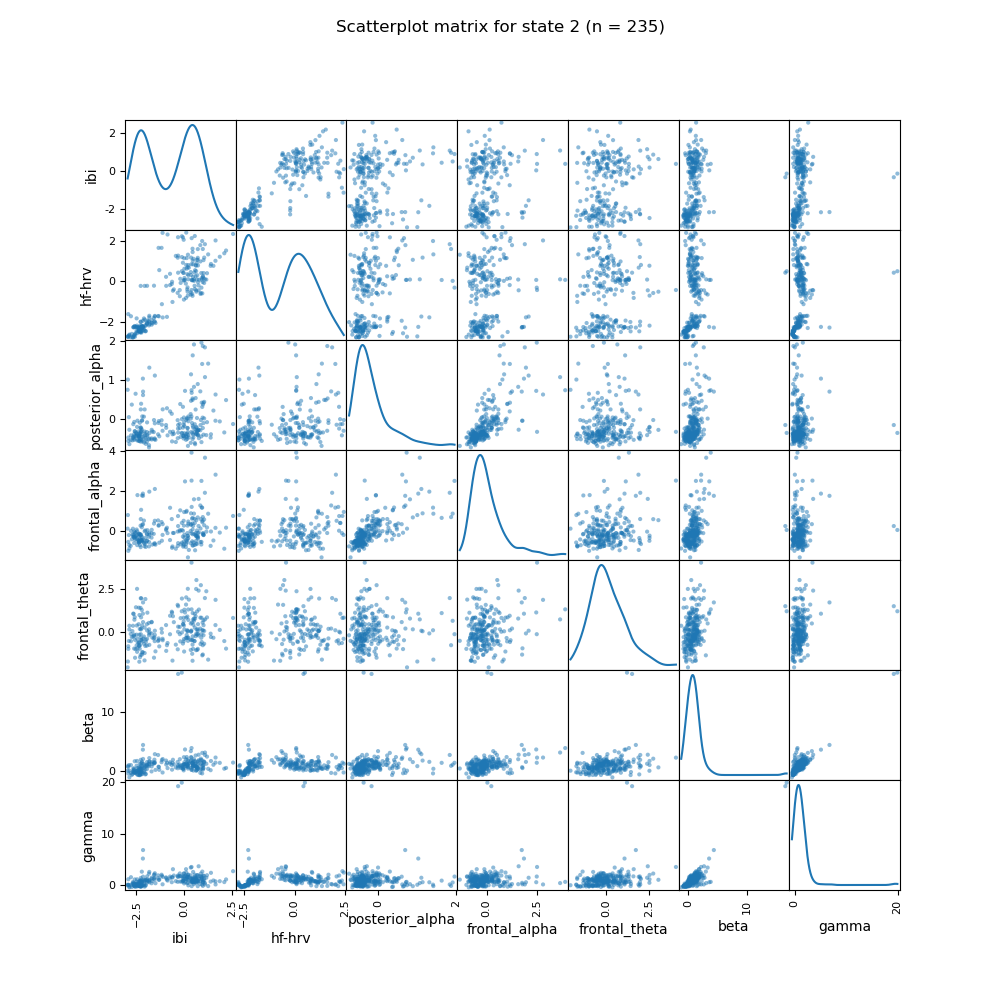 Scatterplot matrix for state 2 (n = 235)
2
0
-2
ibi
2
0
−2
hf-hrv
2
1
0
posterior_alpha
4
2
0
frontal_alpha
2.5
0.0
frontal_theta
10
0
beta
20
10
0
gamma
−2.5 0.0 2.5 −2.5 0.0 2.5 0 2 0.0 2.5 0.0 2.5 0 10 0 20
ibi hf-hrv posterior_alpha frontal_alpha frontal_theta beta gamma